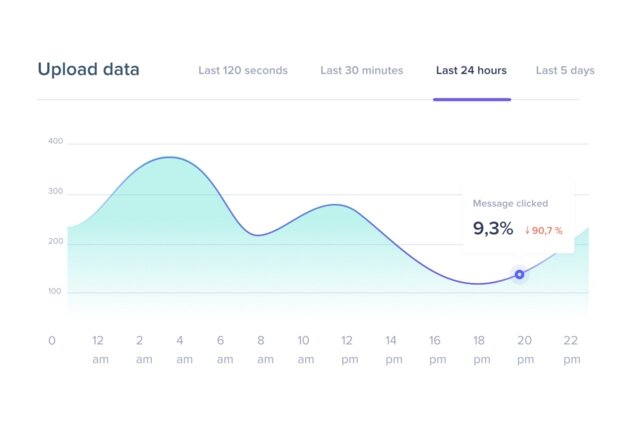 Upload data
Last 120 seconds
Last 30 minutes
Last 24 hours
Last 5 days
400
300
200
100
Message clicked
9,3% ↓90,7 %
0 12 2 4 6 8 10 12 14 16 18 20 22
am am am am am am pm pm pm pm pm pm